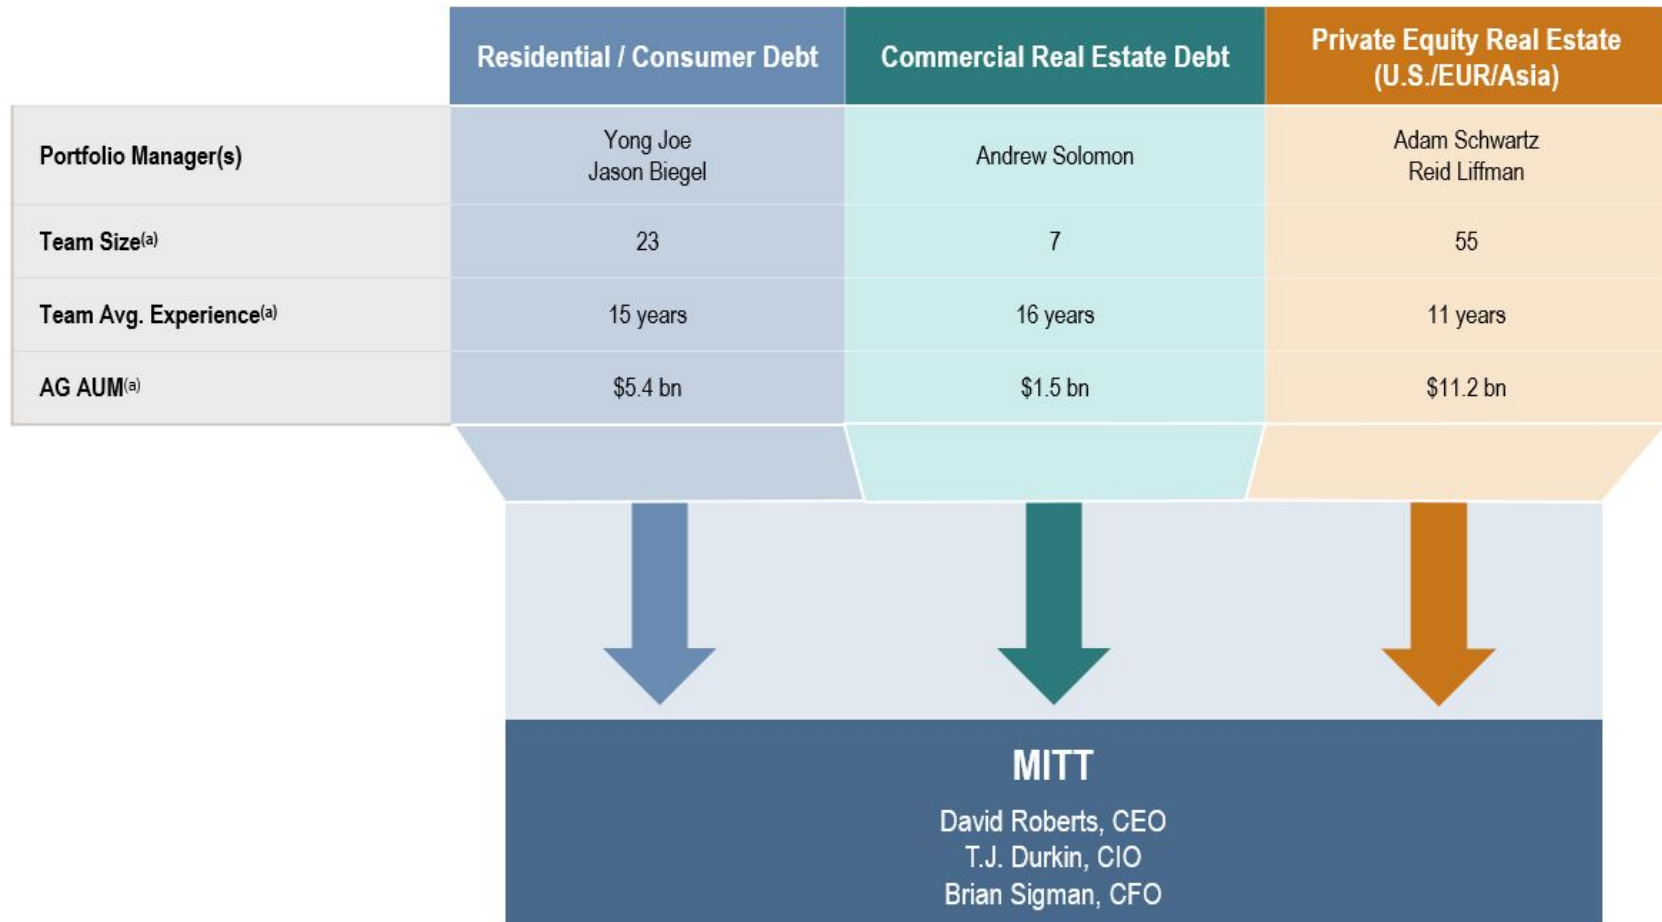 Residential / Consumer Debt
Commercial Real Estate Debt
Private Equity Real Estate
(U.S./EUR/Asia)
Portfolio Manager(s)
Yong Joe
Jason Biegel
Andrew Solomon
Adam Schwartz
Reid Liffman
Team Size(a)
23
7
55
Team Avg. Experience(a)
15 years
16 years
11 years
AG AUM(a)
$5.4 bn
$1.5 bn
$11.2 bn
MITT
David Roberts, CEO
T.J. Durkin, CIO
Brian Sigman, CFO